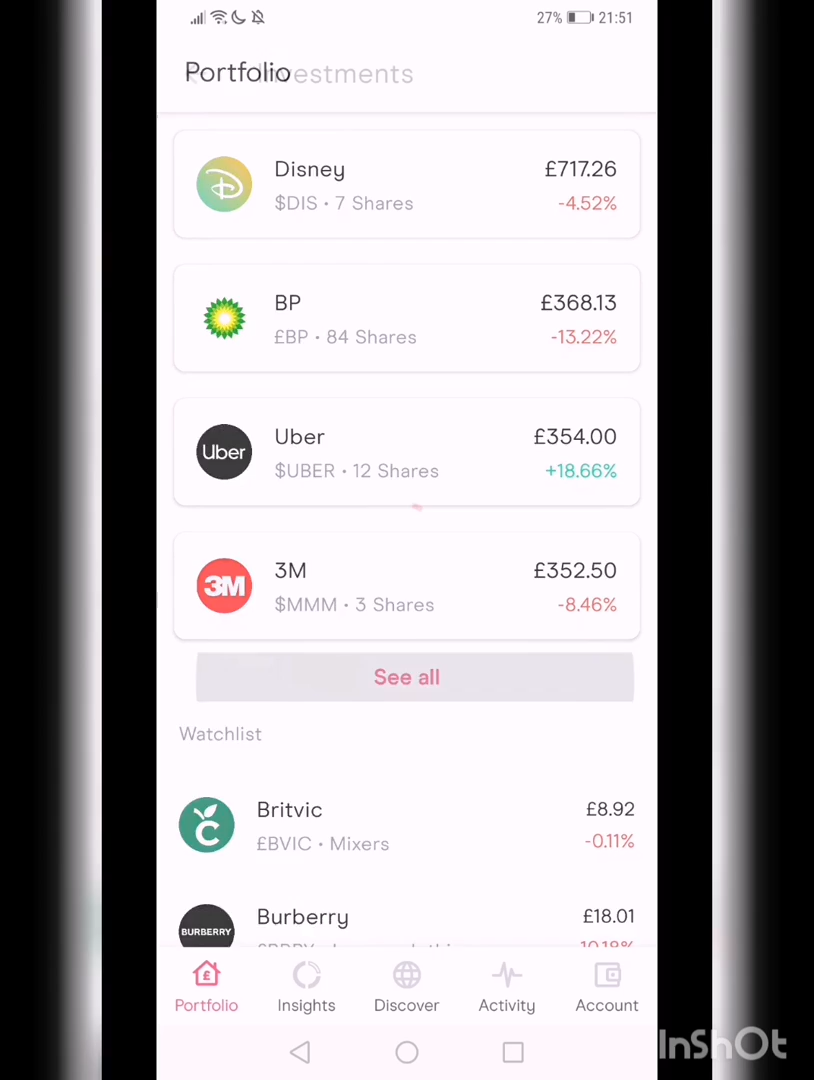 27% 21:51
Portfolio
Investments
Disney £717.26
$DIS • 7 Shares -4.52%
BP £368.13
£BP • 84 Shares -13.22%
Uber
Uber £354.00
$UBER • 12 Shares +18.66%
3M
3M £352.50
$MMM • 3 Shares -8.46%
See all
Watchlist
Britvic £8.92
£BVIC • Mixers -0.11%
BURBERRY
Burberry £18.01
Portfolio Insights Discover Activity Account
InShOt